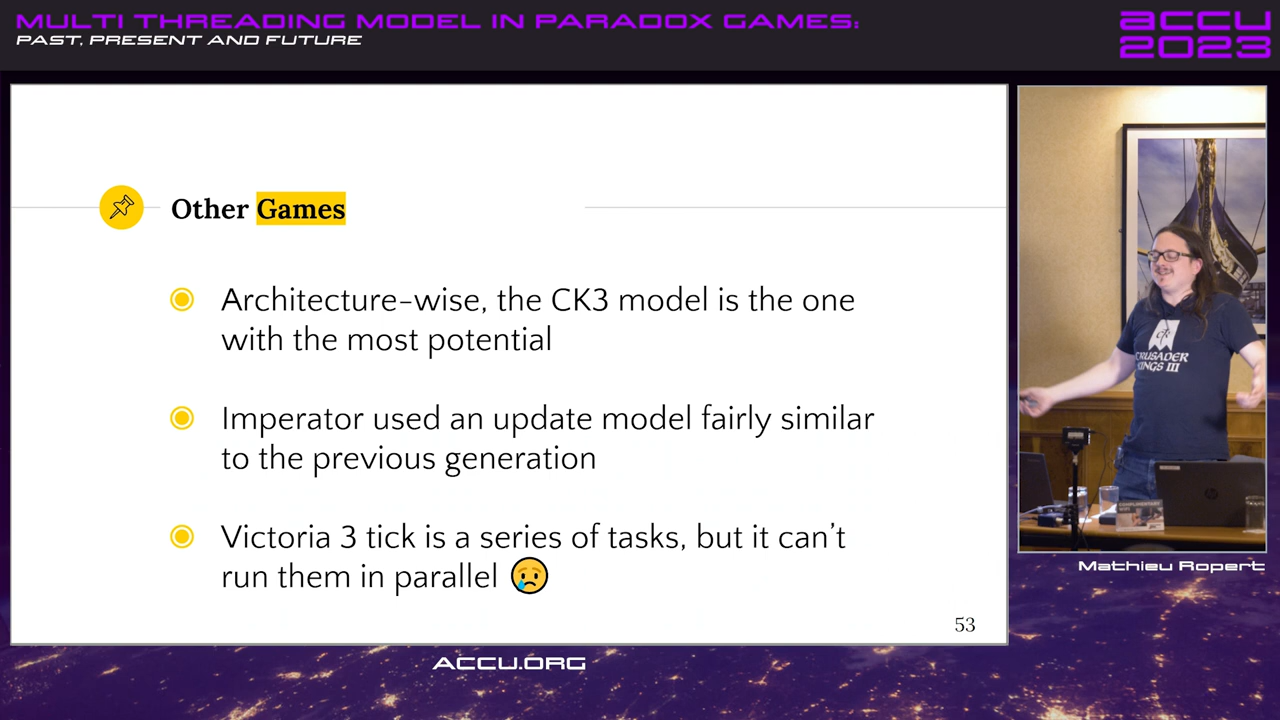 MULTI THREADING MODEL IN PARADOX GAMES:
PAST, PRESENT AND FUTURE
accu
2023
Other Games
Architecture-wise, the CK3 model is the one
with the most potential
Imperator used an update model fairly similar
to the previous generation
Victoria 3 tick is a series of tasks, but it can't
run them in parallel 😢
53
CRUSADER
KINGS III
COMPLIMENTARY
WIFI
hp
Mathieu Ropert
ACCU.ORG